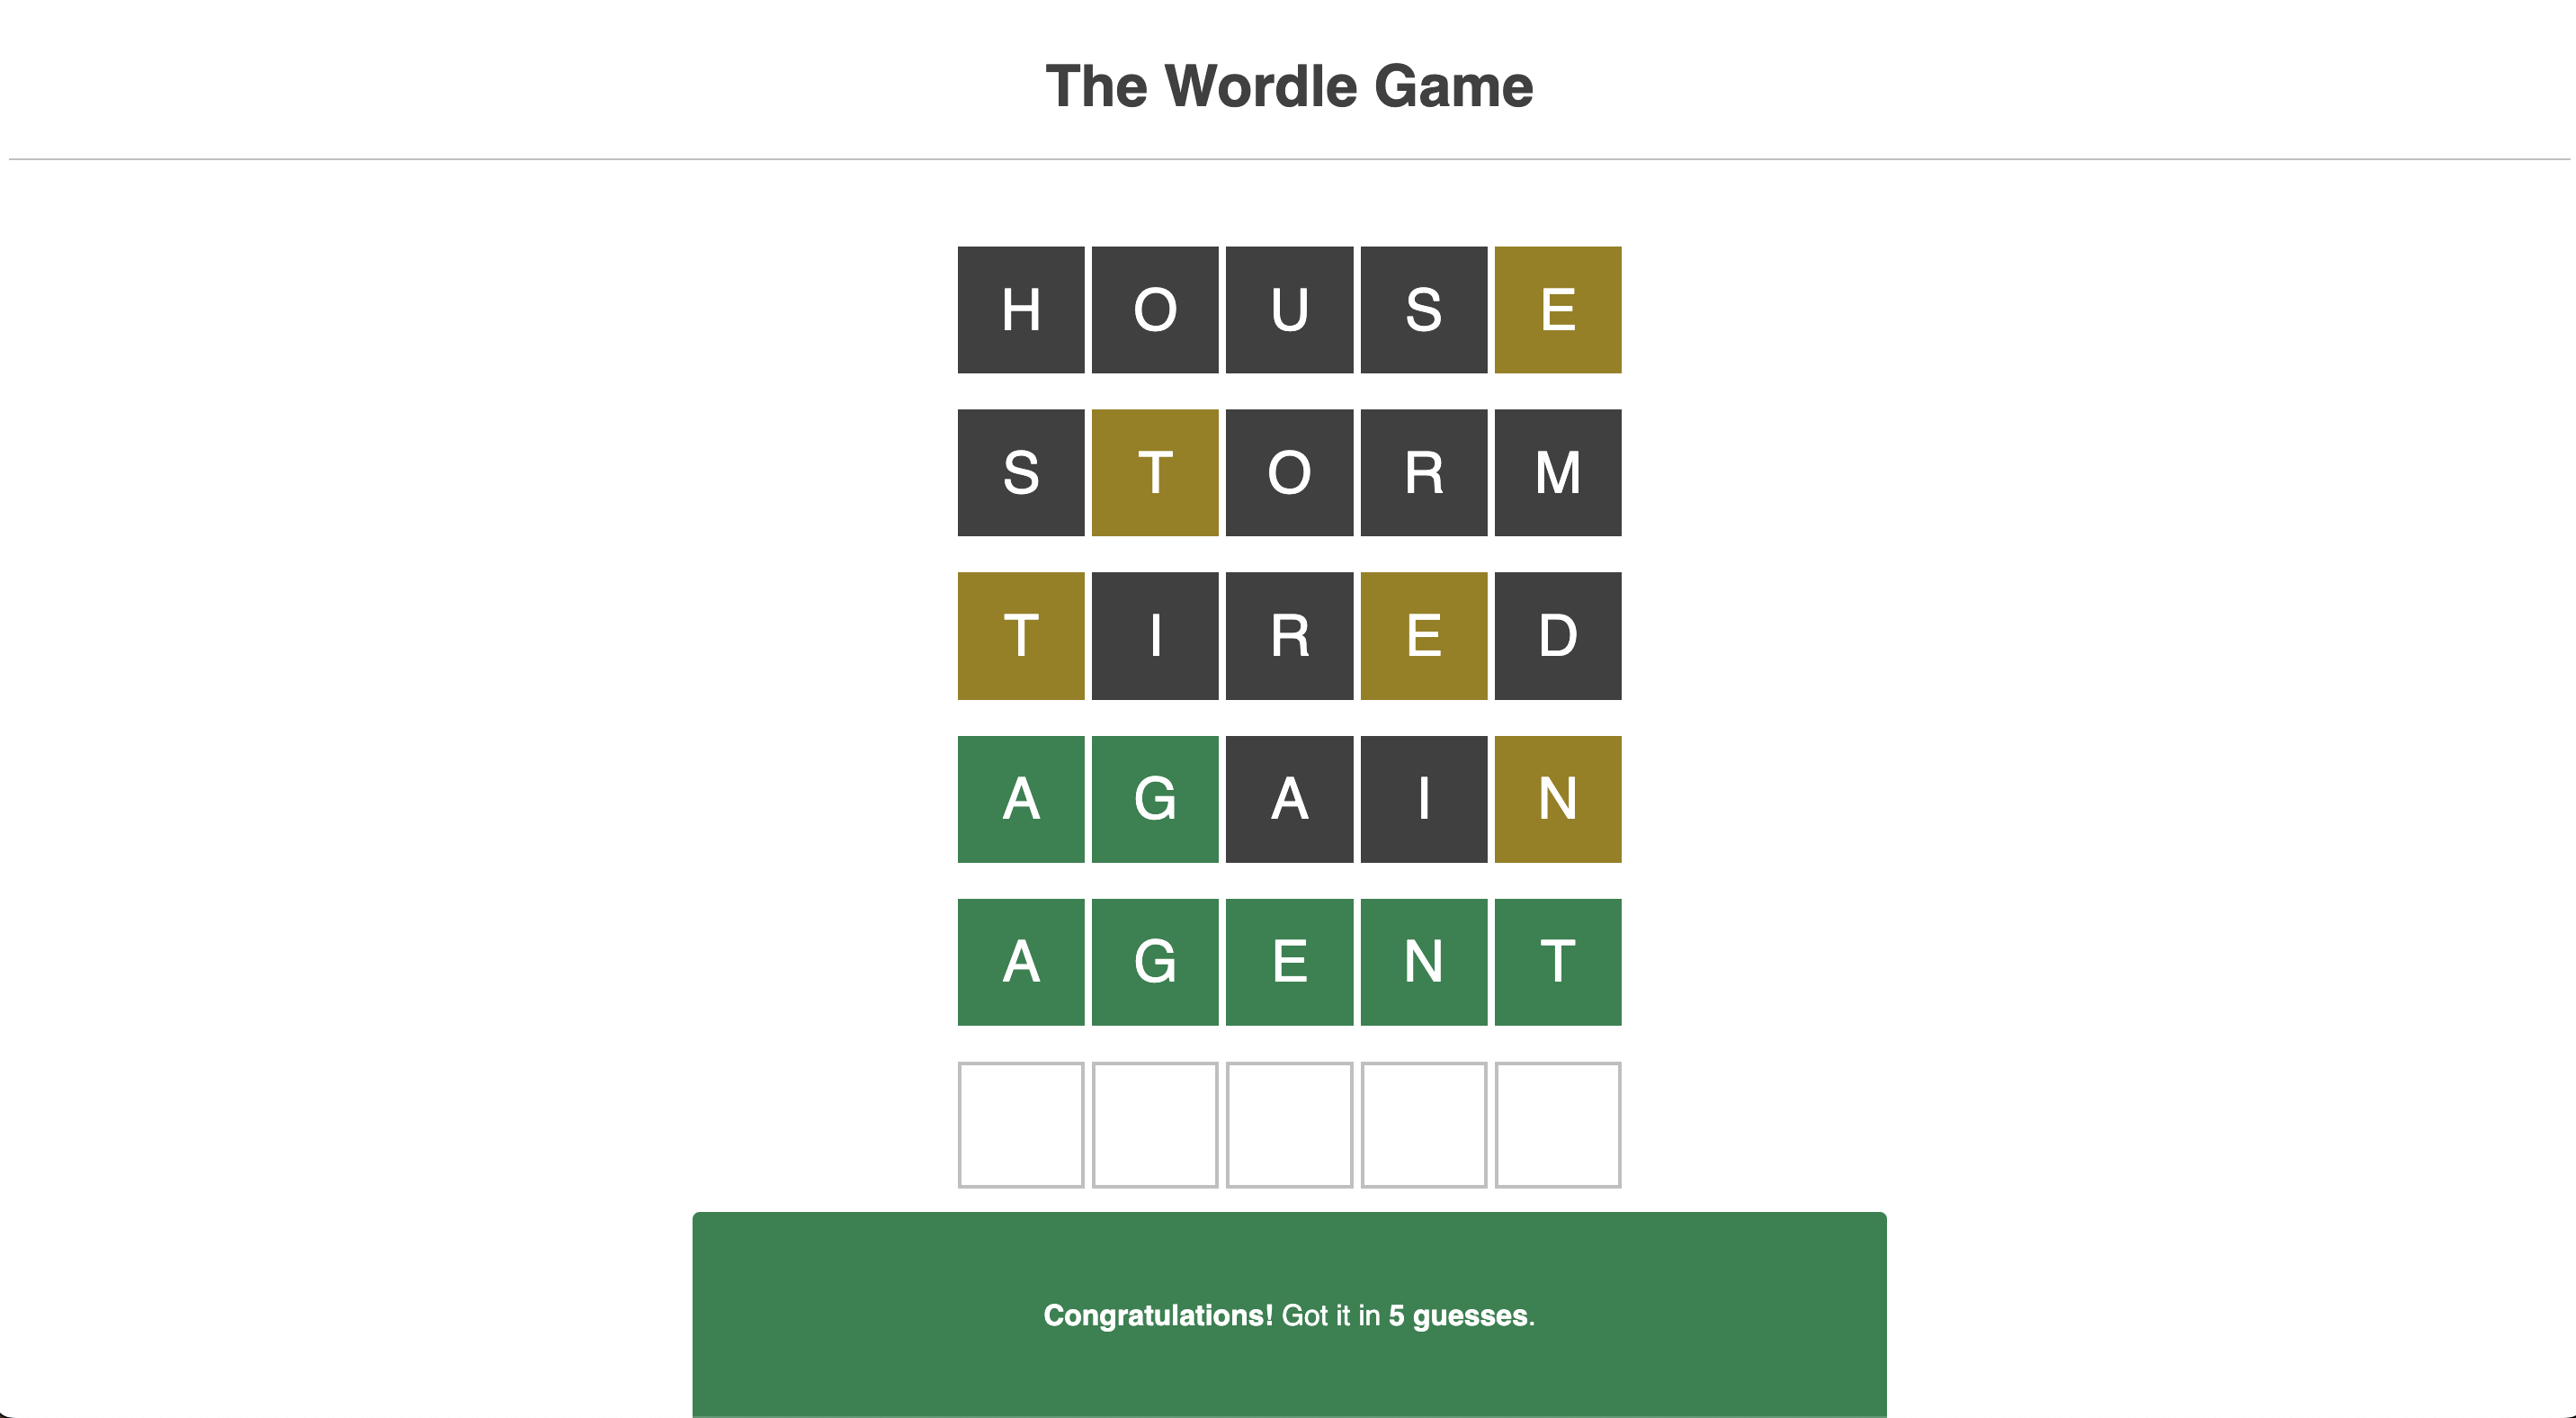 The Wordle Game
H O U S E
S T O R M
T I R E D
A G A I N
A G E N T
Congratulations! Got it in 5 guesses.